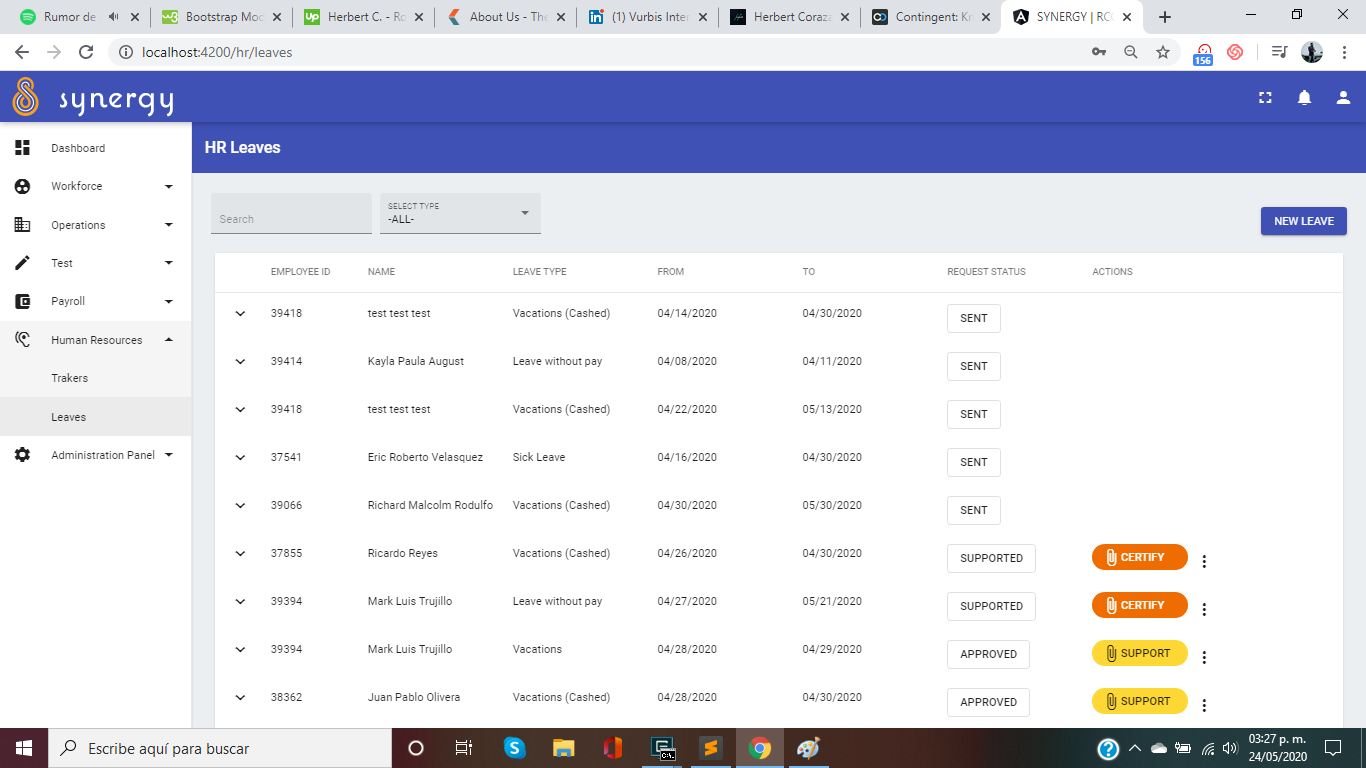 Rumor de
Bootstrap Moc
Herbert C. - Ro
About Us - The
(1) Vurbis Inter
Herbert Coraza
Contingent: Kn
SYNERGY | RCC
localhost:4200/hr/leaves
156
synergy
Dashboard
Workforce
Operations
Test
Payroll
Human Resources
Trakers
Leaves
Administration Panel
HR Leaves
Search
SELECT TYPE
-ALL-
NEW LEAVE
EMPLOYEE ID NAME LEAVE TYPE FROM TO REQUEST STATUS ACTIONS
39418 test test test Vacations (Cashed) 04/14/2020 04/30/2020 SENT
39414 Kayla Paula August Leave without pay 04/08/2020 04/11/2020 SENT
39418 test test test Vacations (Cashed) 04/22/2020 05/13/2020 SENT
37541 Eric Roberto Velasquez Sick Leave 04/16/2020 04/30/2020 SENT
39066 Richard Malcolm Rodulfo Vacations (Cashed) 04/30/2020 05/30/2020 SENT
37855 Ricardo Reyes Vacations (Cashed) 04/26/2020 04/30/2020 SUPPORTED CERTIFY
39394 Mark Luis Trujillo Leave without pay 04/27/2020 05/21/2020 SUPPORTED CERTIFY
39394 Mark Luis Trujillo Vacations 04/28/2020 04/29/2020 APPROVED SUPPORT
38362 Juan Pablo Olivera Vacations (Cashed) 04/28/2020 04/30/2020 APPROVED SUPPORT
Escribe aquí para buscar
03:27 p. m.
24/05/2020